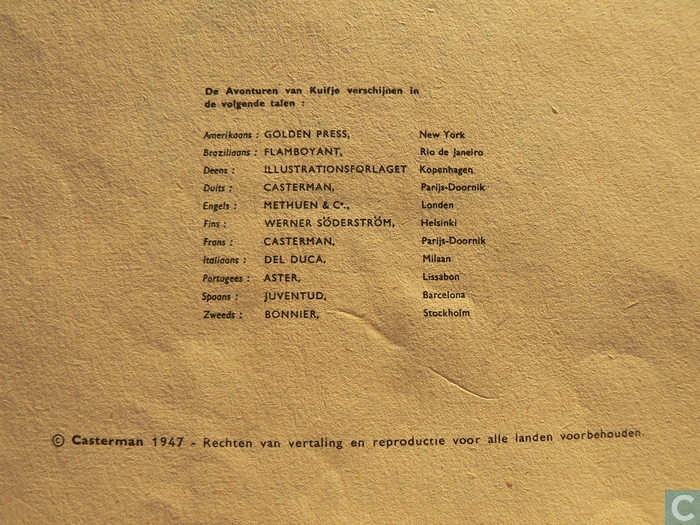 De Avonturen van Kuifje verschijnen in
de volgende talen :
Amerikaans : GOLDEN PRESS, New York
Braziliaans : FLAMBOYANT, Rio de Janeiro
Deens : ILLUSTRATIONSFORLAGET Kopenhagen
Duits : CASTERMAN, Parijs-Doornik
Engels : METHUEN & Co., Londen
Fins : WERNER SÖDERSTRÖM, Helsinki
Frans : CASTERMAN, Parijs-Doornik
Italiaans : DEL DUCA, Milaan
Portugees : ASTER, Lissabon
Spaans : JUVENTUD, Barcelona
Zweeds : BONNIER, Stockholm
© Casterman 1947 - Rechten van vertaling en reproductie voor alle landen voorbehouden.
C